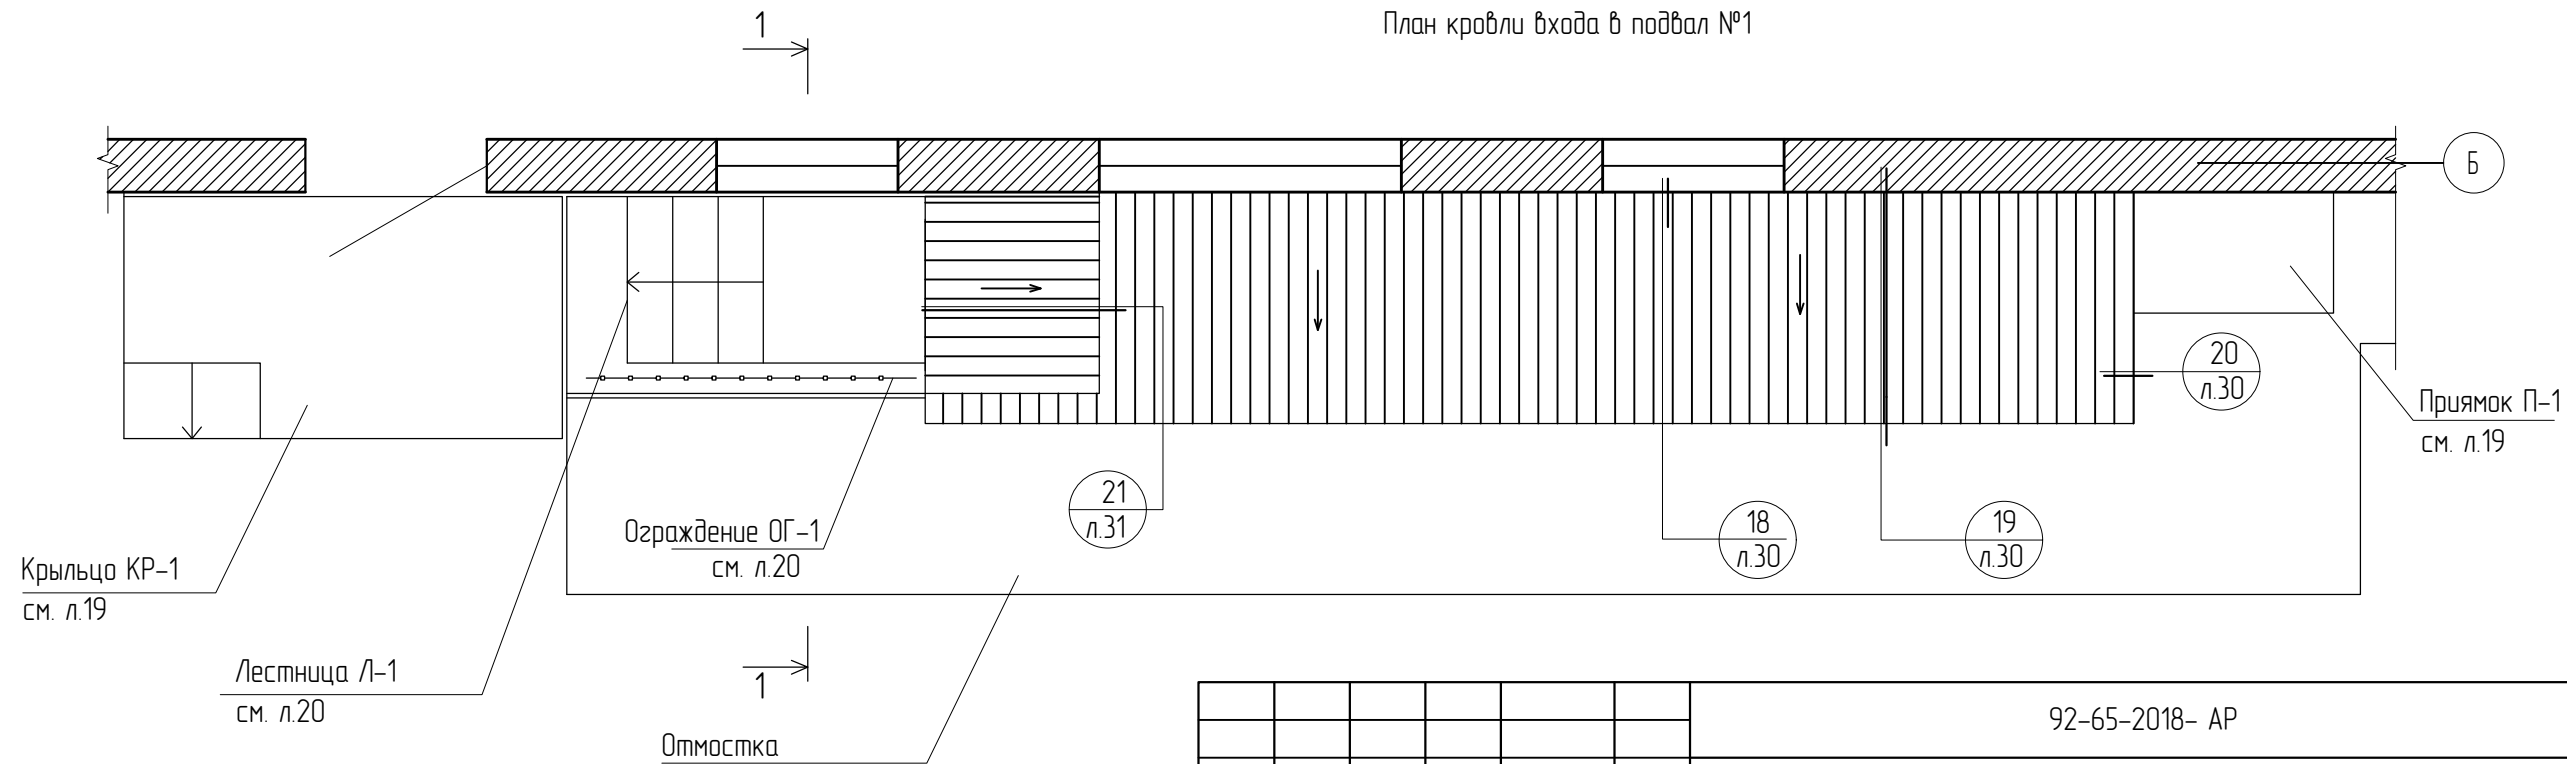 План кровли входа в подвал №1
1
Б
20
л.30
Приямок П-1
см. л.19
21
л.31
18
л.30
19
л.30
Ограждение ОГ-1
см. л.20
Крыльцо КР-1
см. л.19
Лестница Л-1
см. л.20
1
Отмостка
92-65-2018- АР